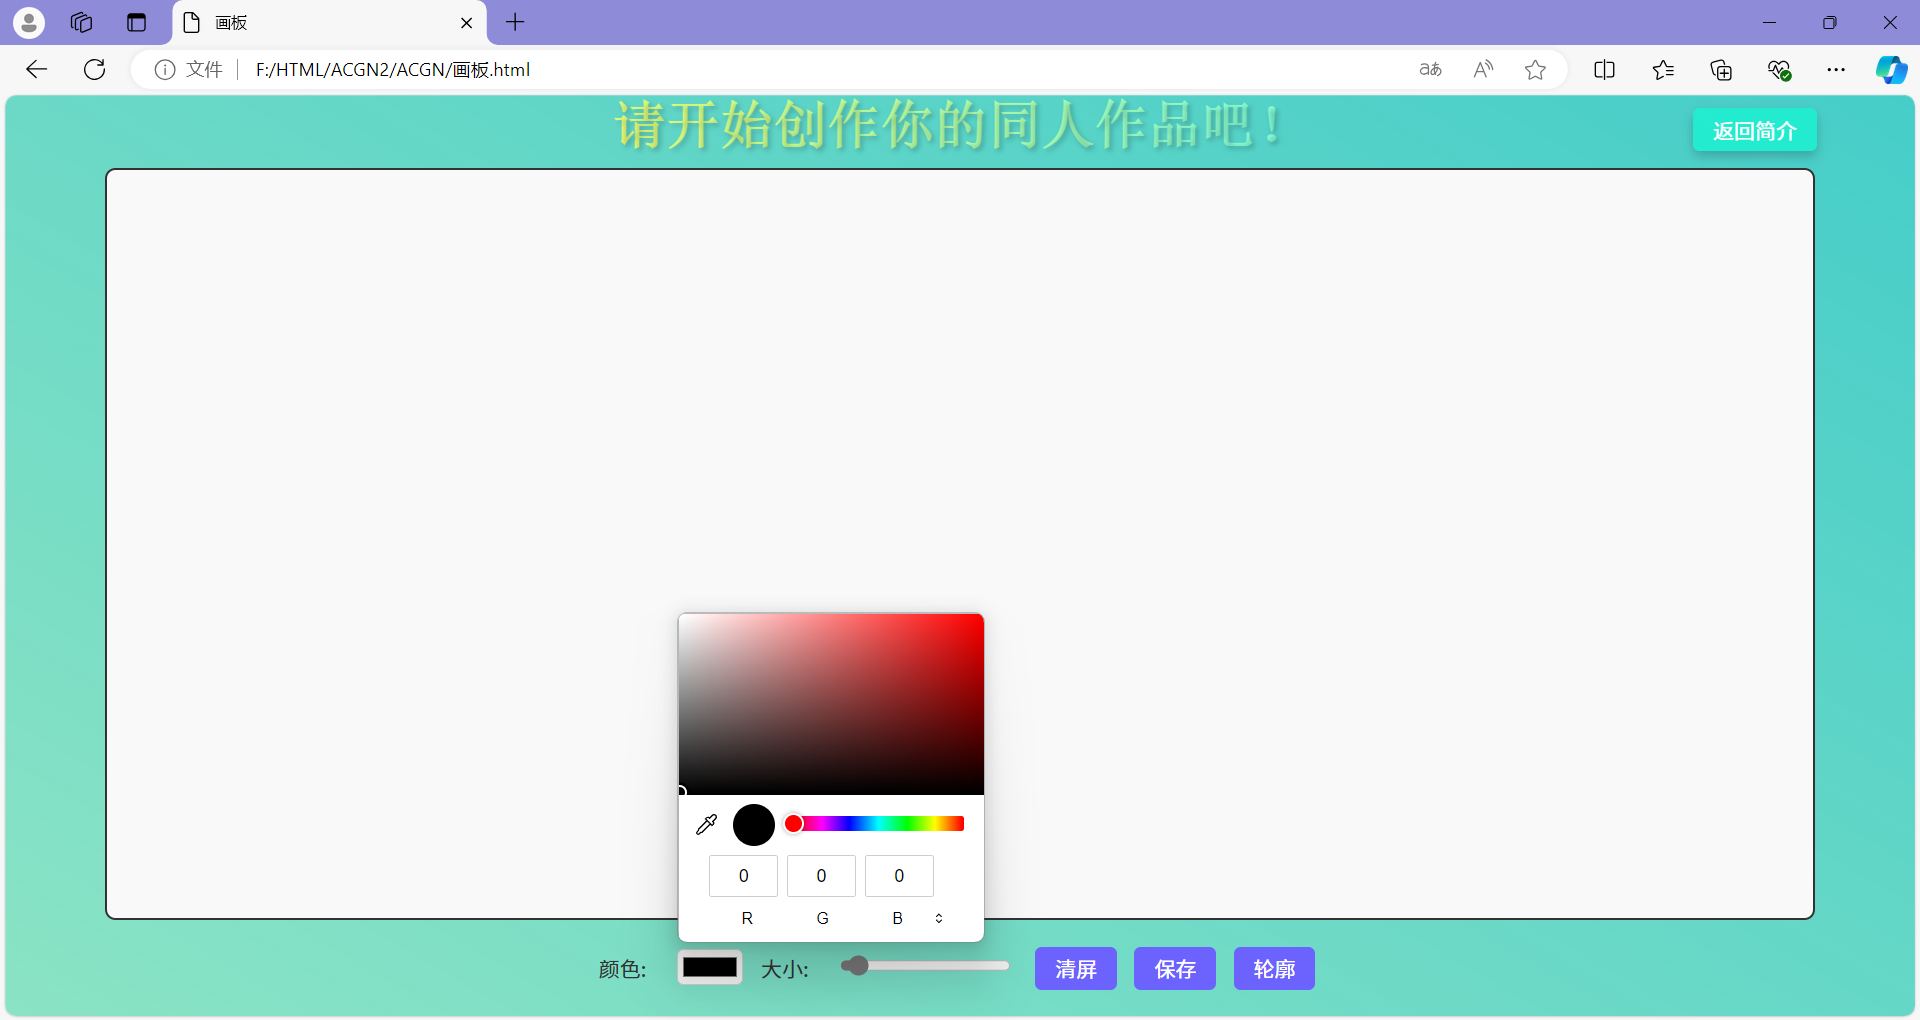 画板
文件
F:/HTML/ACGN2/ACGN/画板.html
aあ
请开始创作你的同人作品吧！
返回简介
0 0 0
R G B
颜色: 大小: 清屏 保存 轮廓